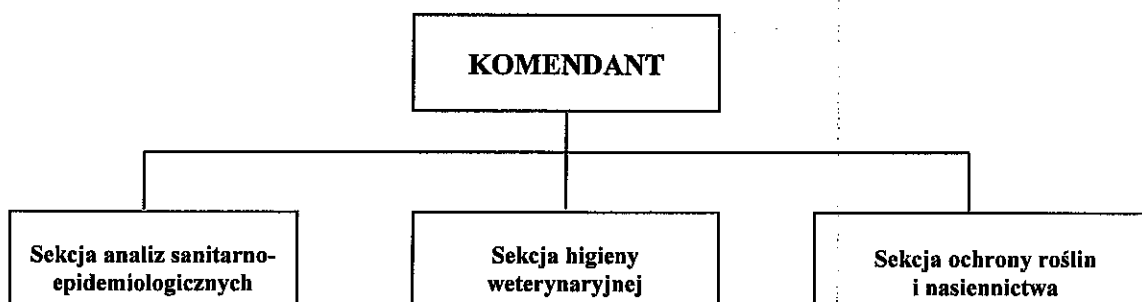 KOMENDANT
Sekcja analiz sanitarno-
epidemiologicznych
Sekcja higieny
weterynaryjnej
Sekcja ochrony roślin
i nasiennictwa